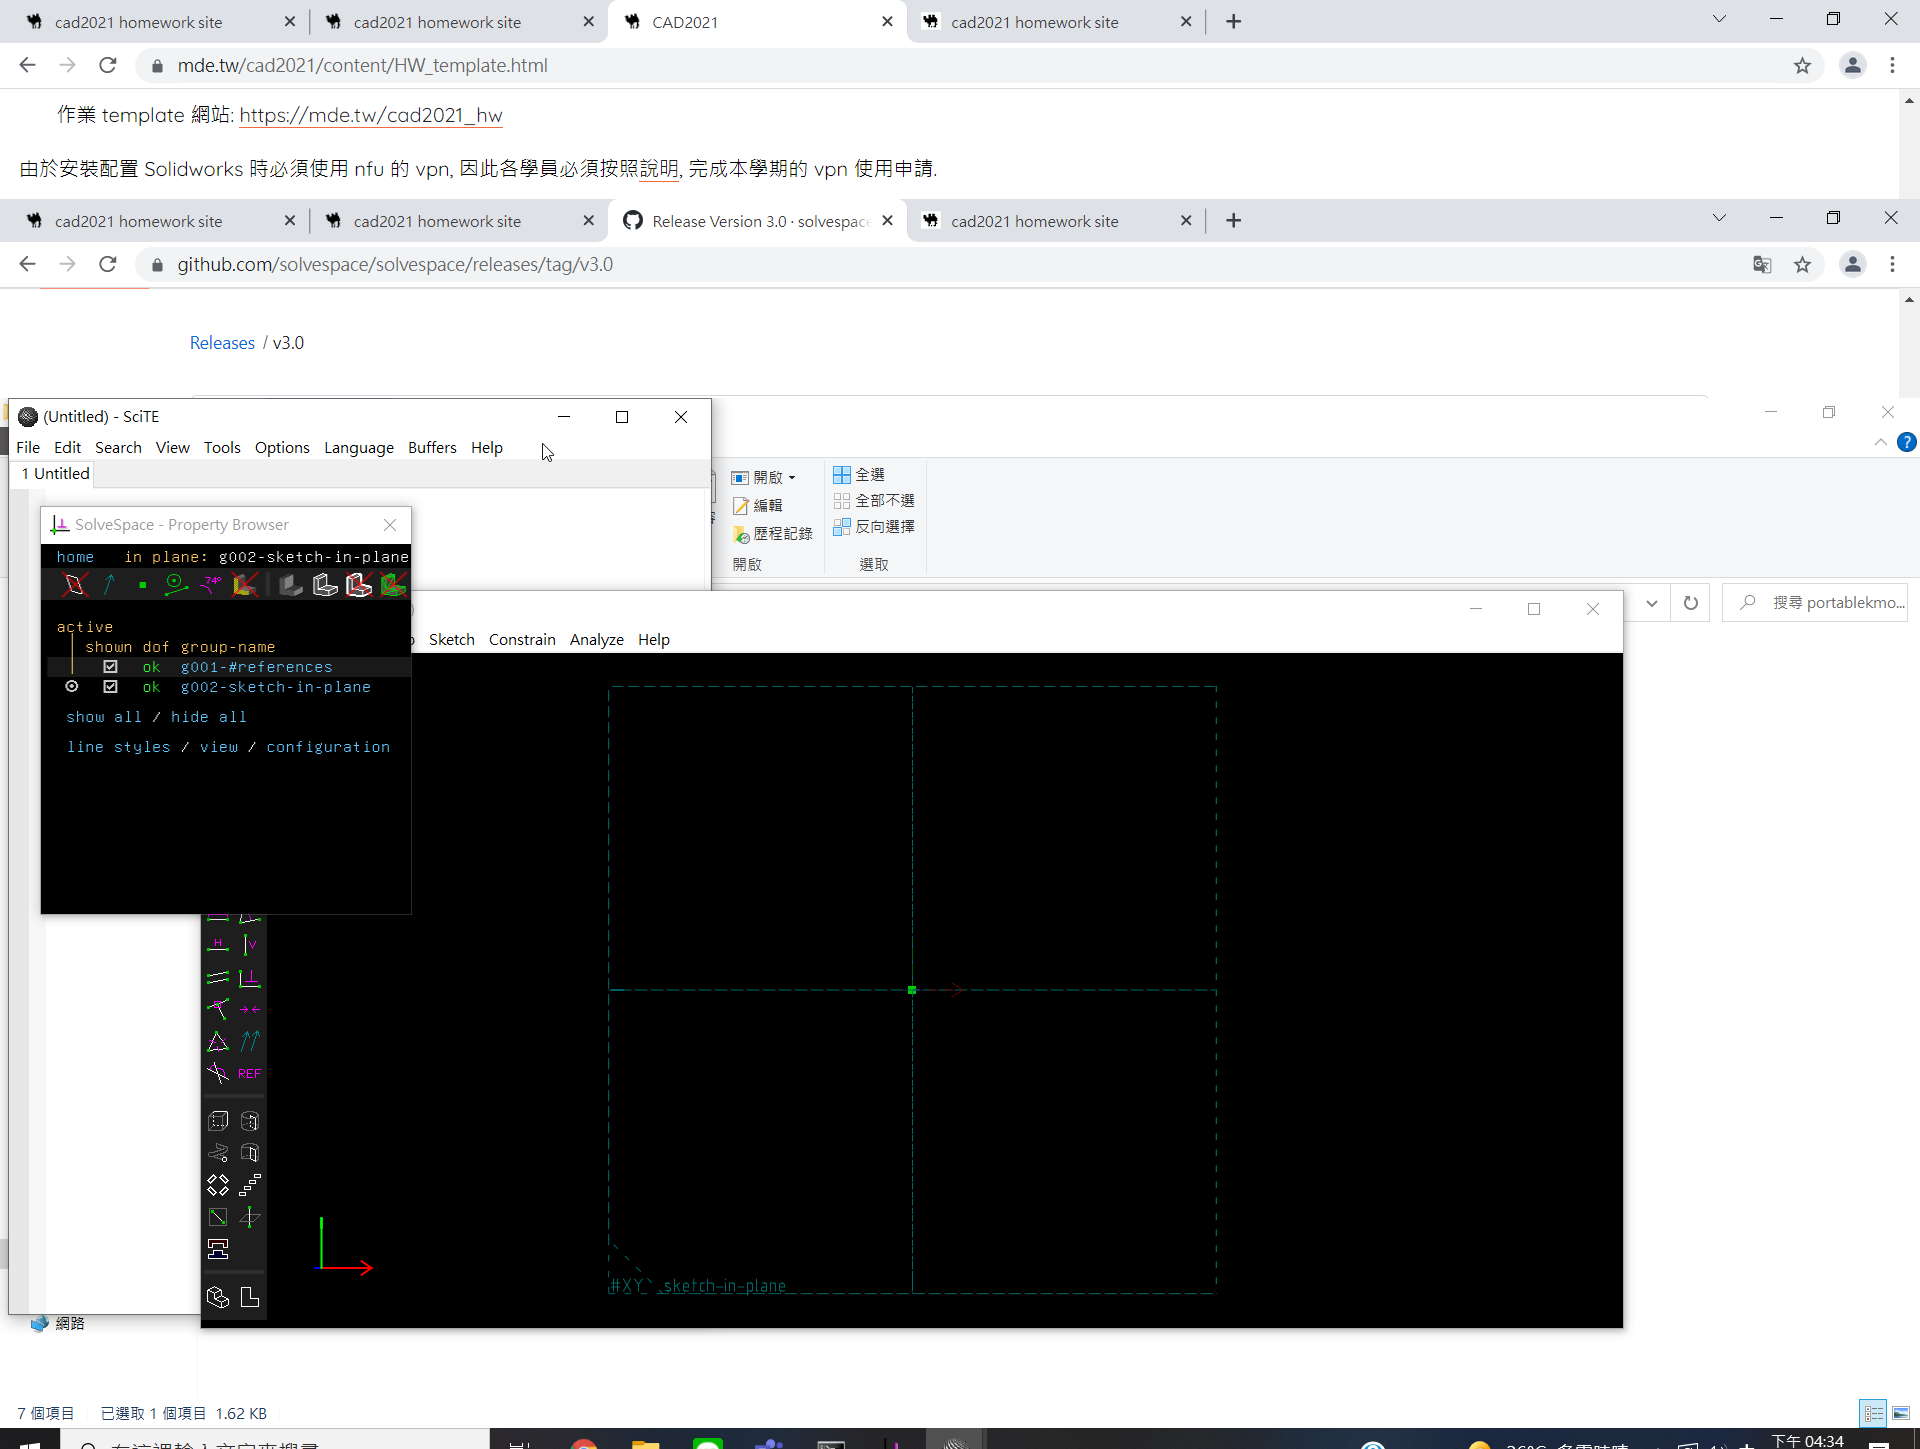 cad2021 homework site
cad2021 homework site
CAD2021
cad2021 homework site
mde.tw/cad2021/content/HW_template.html
作業 template 網站: https://mde.tw/cad2021_hw
由於安裝配置 Solidworks 時必須使用 nfu 的 vpn, 因此各學員必須按照說明, 完成本學期的 vpn 使用申請.
cad2021 homework site
cad2021 homework site
Release Version 3.0 · solvespace
cad2021 homework site
github.com/solvespace/solvespace/releases/tag/v3.0
Releases / v3.0
(Untitled) - SciTE
File Edit Search View Tools Options Language Buffers Help
1 Untitled
開啟
編輯
歷程記錄
開啟
全選
全部不選
反向選擇
選取
搜尋 portablekmo...
SolveSpace - Property Browser
home in plane: g002-sketch-in-plane
74°
active
shown dof group-name
ok g001-#references
ok g002-sketch-in-plane
show all / hide all
line styles / view / configuration
Sketch Constrain Analyze Help
H V
REF
#XY sketch-in-plane
網路
7 個項目 已選取 1 個項目 1.62 KB
下午 04:34